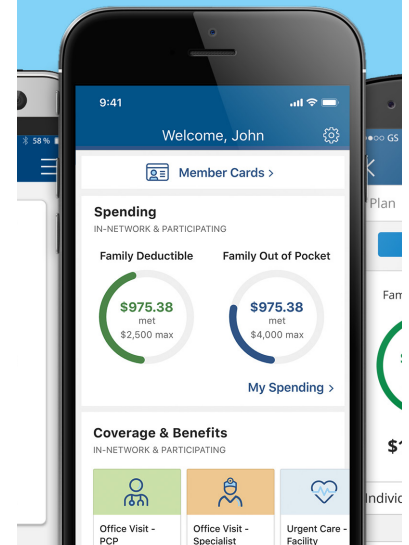 9:41
58 %
GS
Welcome, John
Member Cards >
Plan
Spending
IN-NETWORK & PARTICIPATING
Family Deductible
Family Out of Pocket
$975.38
met
$2,500 max
$975.38
met
$4,000 max
My Spending >
Coverage & Benefits
IN-NETWORK & PARTICIPATING
Office Visit -
PCP
Office Visit -
Specialist
Urgent Care -
Facility